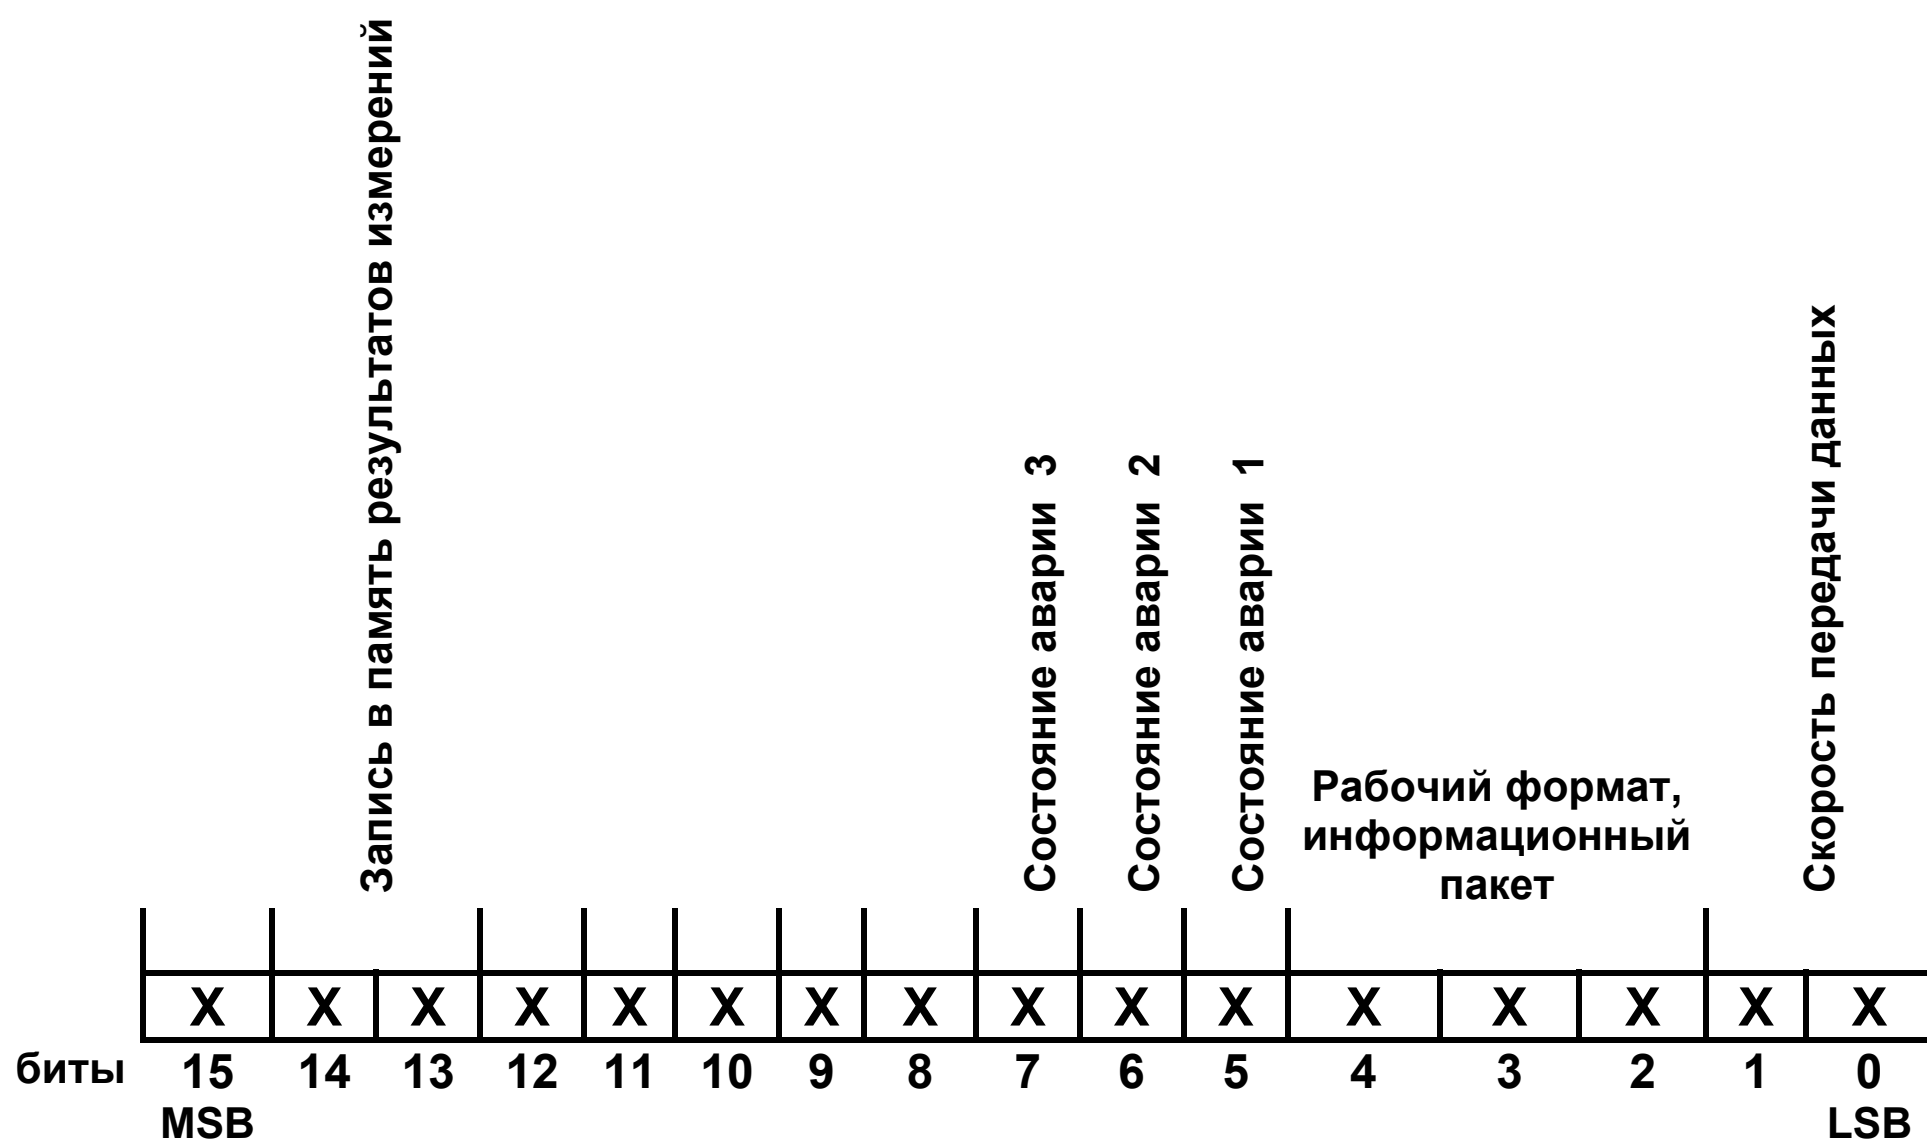 Запись в память результатов измерений
Состояние аварии 3
Состояние аварии 2
Состояние аварии 1
Рабочий формат,
информационный
пакет
Скорость передачи данных
X X X X X X X X X X X X X X X X
биты 15 14 13 12 11 10 9 8 7 6 5 4 3 2 1 0
MSB LSB